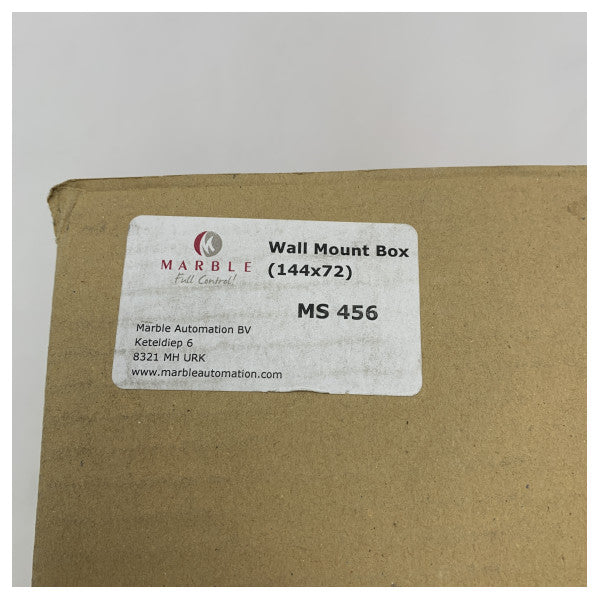 K
MARBLE
Full Control!
Wall Mount Box
(144x72)
MS 456
Marble Automation BV
Keteldiep 6
8321 MH URK
www.marbleautomation.com